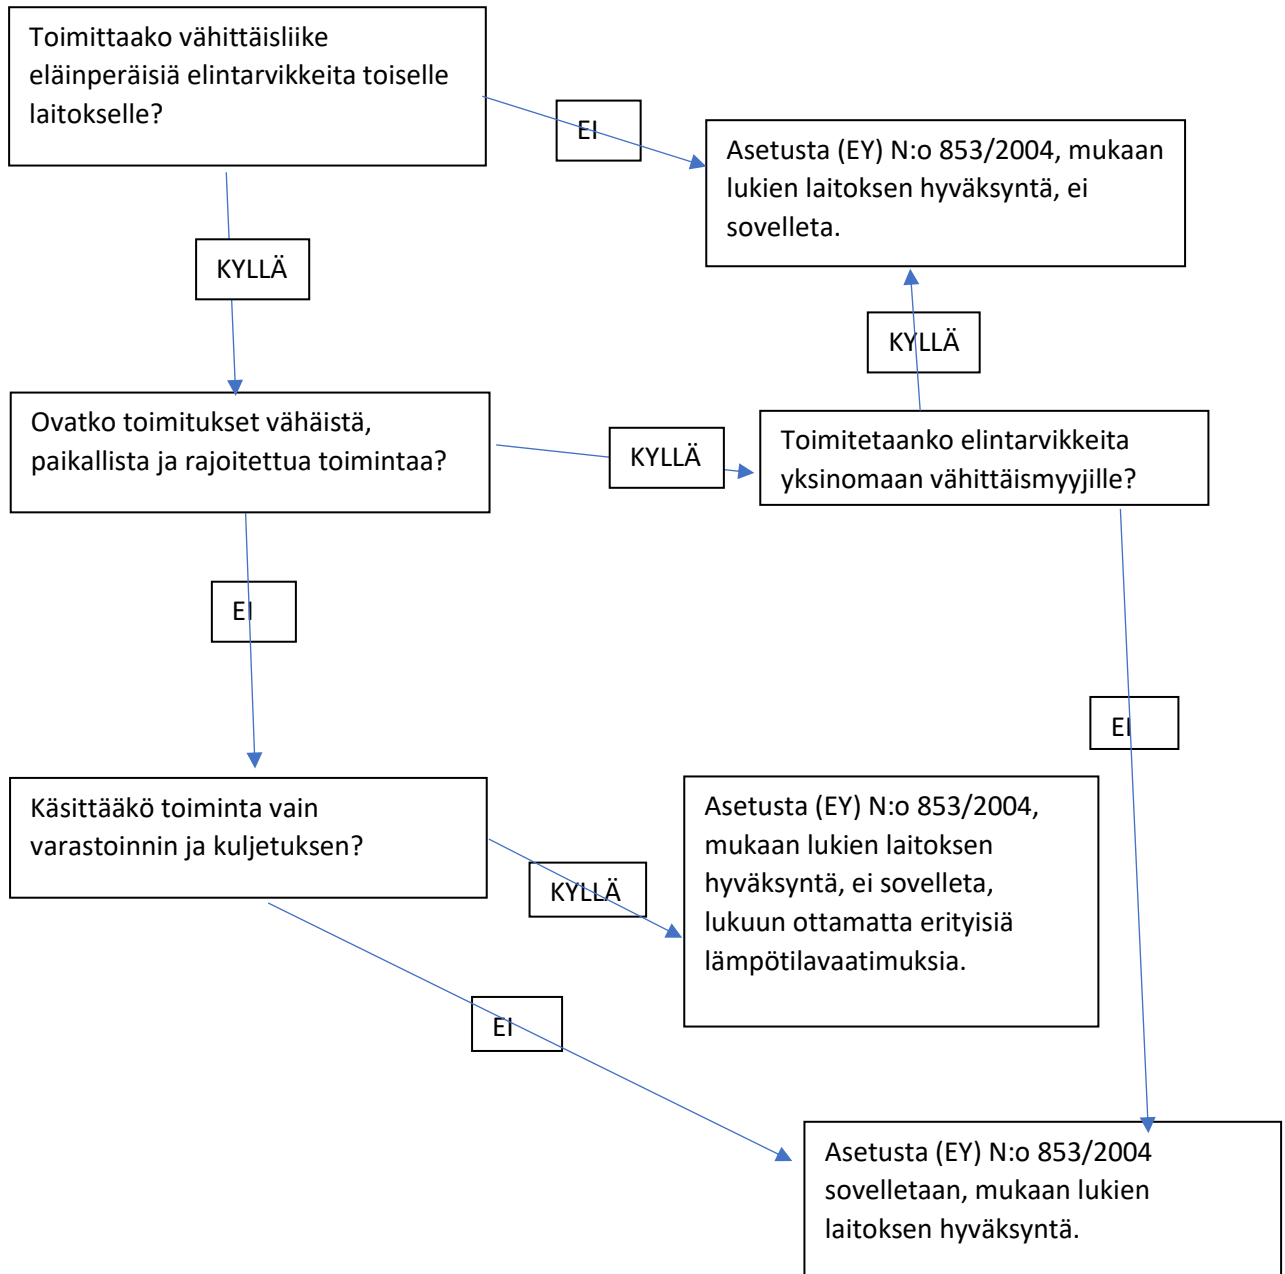 Toimittaako vähittäisliike
eläinperäisiä elintarvikkeita toiselle
laitokselle?
EI
Asetusta (EY) N:o 853/2004, mukaan
lukien laitoksen hyväksyntä, ei
sovelleta.
KYLLÄ
KYLLÄ
Ovatko toimitukset vähäistä,
paikallista ja rajoitettua toimintaa?
KYLLÄ
Toimitetaanko elintarvikkeita
yksinomaan vähittäismyyjille?
EI
EI
Käsittääkö toiminta vain
varastoinnin ja kuljetuksen?
KYLLÄ
Asetusta (EY) N:o 853/2004,
mukaan lukien laitoksen
hyväksyntä, ei sovelleta,
lukuun ottamatta erityisiä
lämpötilavaatimuksia.
EI
Asetusta (EY) N:o 853/2004
sovelletaan, mukaan lukien
laitoksen hyväksyntä.